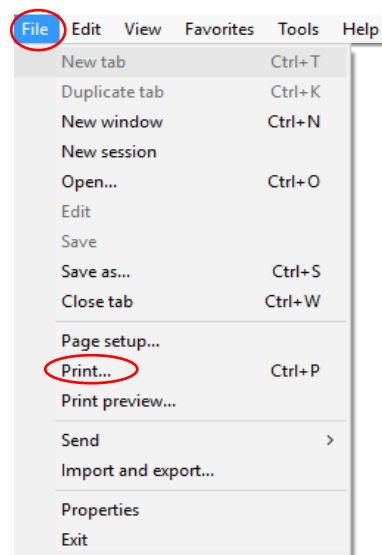 File Edit View Favorites Tools Help
New tab Ctrl+T
Duplicate tab Ctrl+K
New window Ctrl+N
New session
Open... Ctrl+O
Edit
Save
Save as... Ctrl+S
Close tab Ctrl+W
Page setup...
Print... Ctrl+P
Print preview...
Send >
Import and export...
Properties
Exit